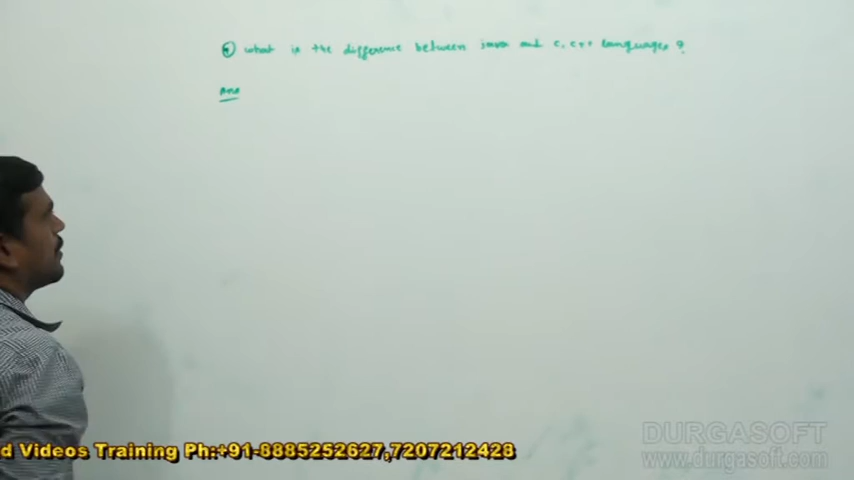 what is the difference between java and c, c++ languages ?
Ans
d Videos Training Ph:+91-8885252627,7207212428
DURGASOFT
www.durgasoft.com